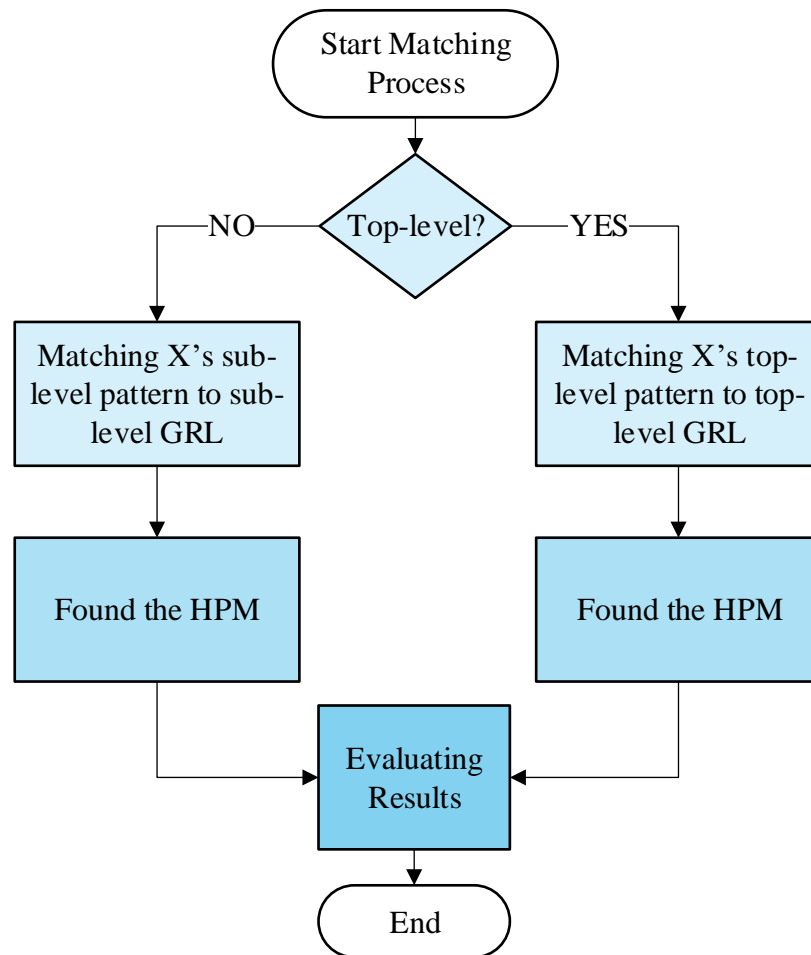 Start Matching
Process
Top-level?
NO
YES
Matching X’s sub-
level pattern to sub-
level GRL
Matching X’s top-
level pattern to top-
level GRL
Found the HPM
Found the HPM
Evaluating
Results
End